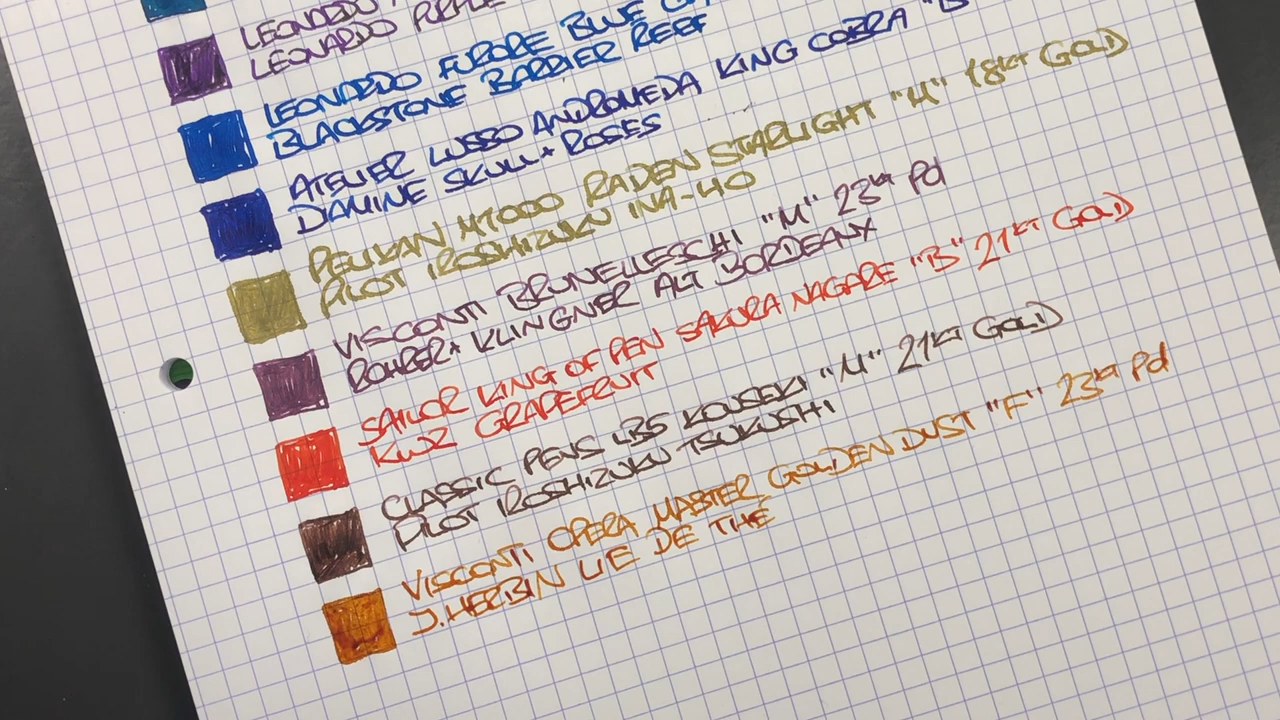 LEONARDO
LEONARDO PURPLE
LEONARDO FURORE BLUE
BLACKSTONE BARRIER REEF
ATELIER LUSSO ANDROMEDA KING COBRA "B
DIAMINE SKULL + ROSES
PELIKAN M7000 RADEN STARLIGHT "M" 18KT GOLD
PILOT IROSHIZUKU INA-HO
VISCONTI BRUNELLESCHI "M" 23KT Pd
ROHRER + KLINGNER ALT BORDEAUX
SAILOR KING OF PEN SAKURA NAGARE "B" 21KT GOLD
KWZ GRAPEFRUIT
CLASSIC PENS LB5 KOUSEKI "M" 21KT GOLD
PILOT IROSHIZUKU TSUKUSHI
VISCONTI OPERA MASTER GOLDEN DUST "F" 23KT Pd
J.HERBIN LIE DE THÉ